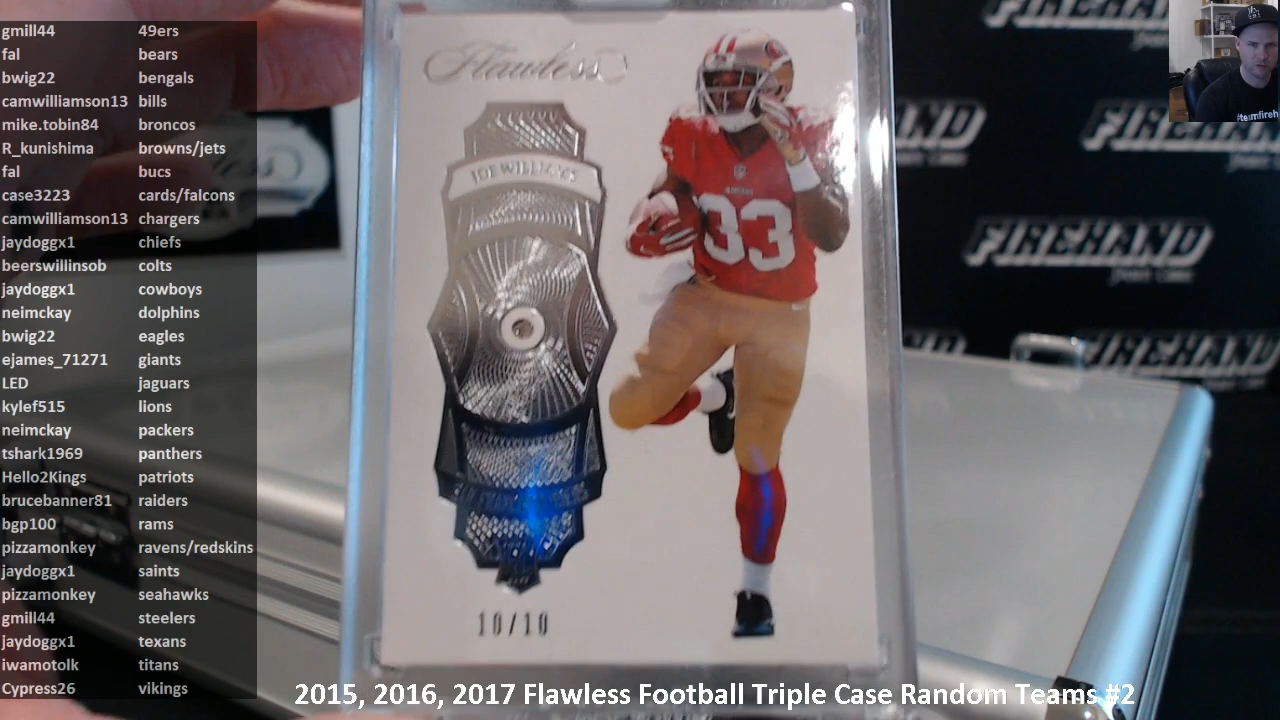 gmill44 49ers
fal bears
bwig22 bengals
camwilliamson13 bills
mike.tobin84 broncos
R_kunishima browns/jets
fal bucs
case3223 cards/falcons
camwilliamson13 chargers
jaydoggx1 chiefs
beerswillinsob colts
jaydoggx1 cowboys
neimckay dolphins
bwig22 eagles
ejames_71271 giants
LED jaguars
kylef515 lions
neimckay packers
tshark1969 panthers
Hello2Kings patriots
brucebanner81 raiders
bgp100 rams
pizzamonkey ravens/redskins
jaydoggx1 saints
pizzamonkey seahawks
gmill44 steelers
jaydoggx1 texans
iwamotolk titans
Cypress26 vikings
Flawless
JOE WILLIAMS
33
10/10
FIREHAND
FIREHAND
#teamfireh
2015, 2016, 2017 Flawless Football Triple Case Random Teams #2